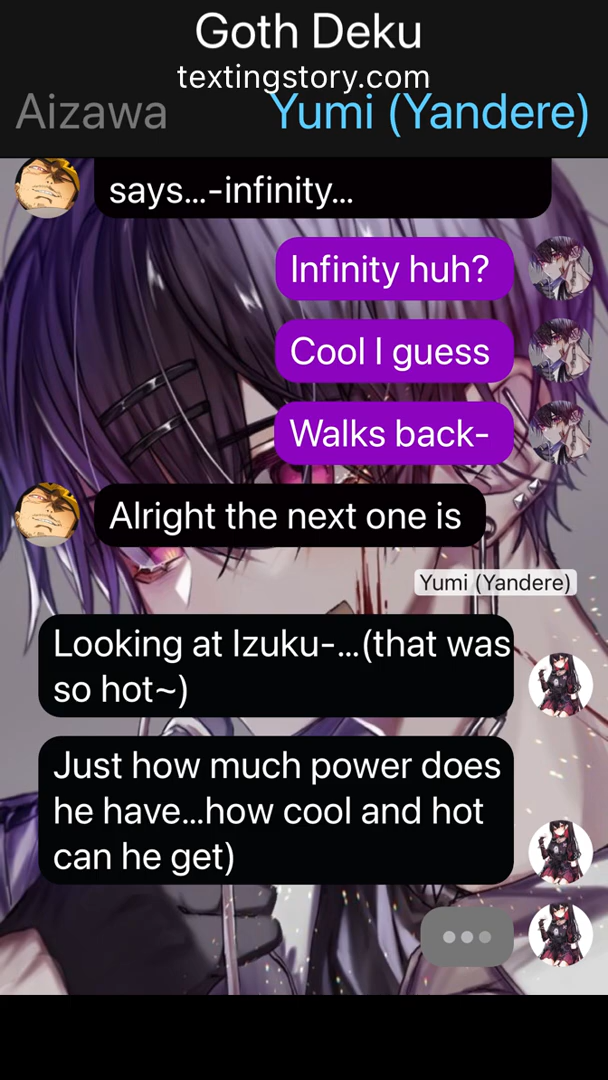 Goth Deku
textingstory.com
Aizawa
Yumi (Yandere)
says...-infinity...
Infinity huh?
Cool I guess
Walks back-
Alright the next one is
Yumi (Yandere)
Looking at Izuku-...(that was
so hot~)
Just how much power does
he have...how cool and hot
can he get)